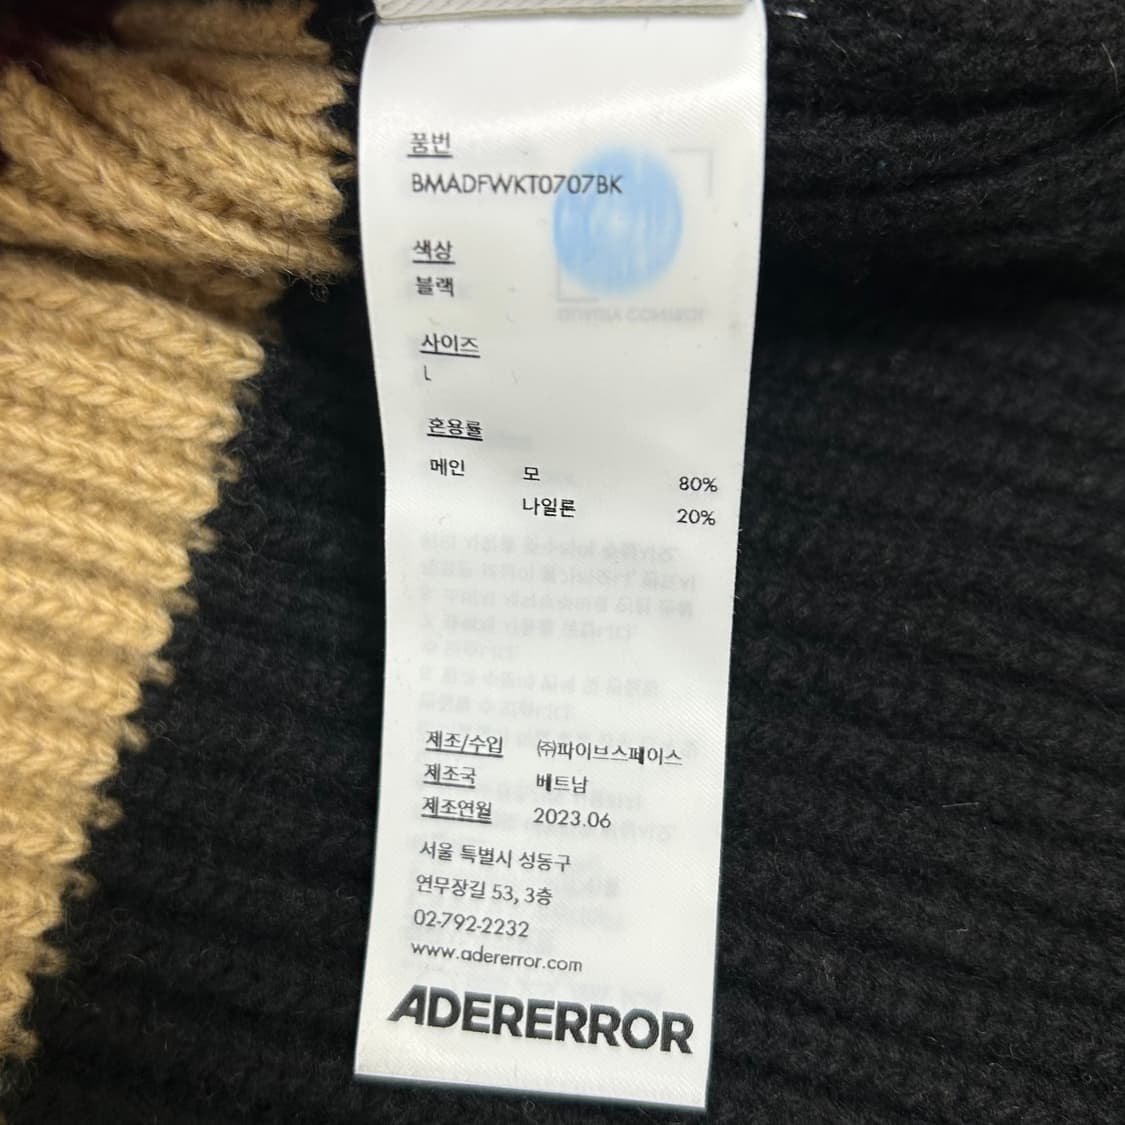 품번
BMADFWKT0707BK
색상
블랙
사이즈
L
혼용률
메인 모 80%
나일론 20%
제조/수입 ㈜파이브스페이스
제조국 베트남
제조연월 2023.06
서울 특별시 성동구
연무장길 53, 3층
02-792-2232
www.adererror.com
ADERERROR